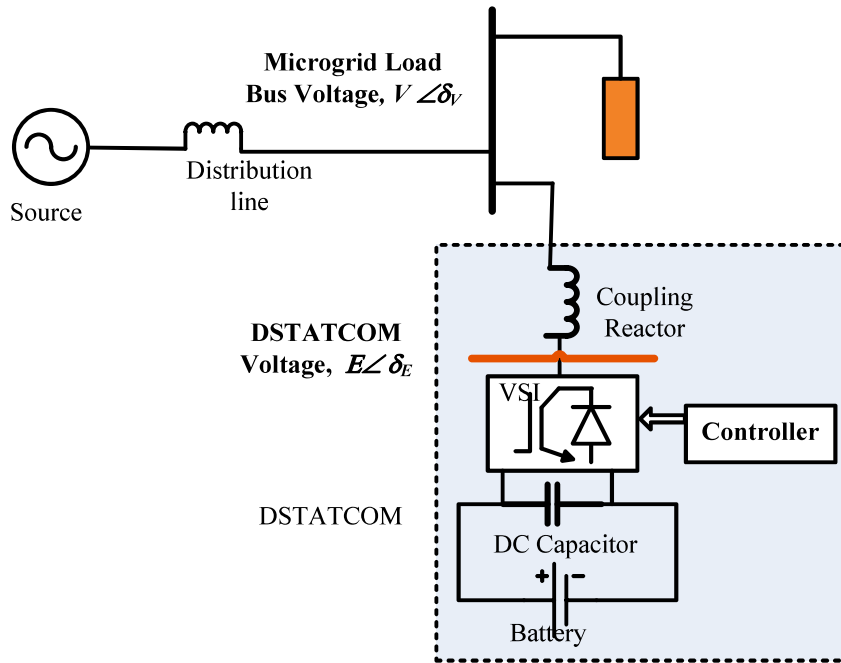 Microgrid Load
Bus Voltage, V ∠δV
Distribution
line
Source
Coupling
Reactor
DSTATCOM
Voltage, E∠ δE
VSI
Controller
DSTATCOM
DC Capacitor
+ −
Battery